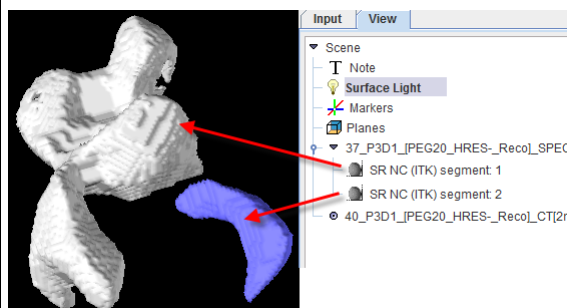 Input View
Scene
Note
Surface Light
Markers
Planes
37_P3D1_[PEG20_HRES-_Reco]_SPEC
SR NC (ITK) segment: 1
SR NC (ITK) segment: 2
40_P3D1_[PEG20_HRES-_Reco]_CT[2r